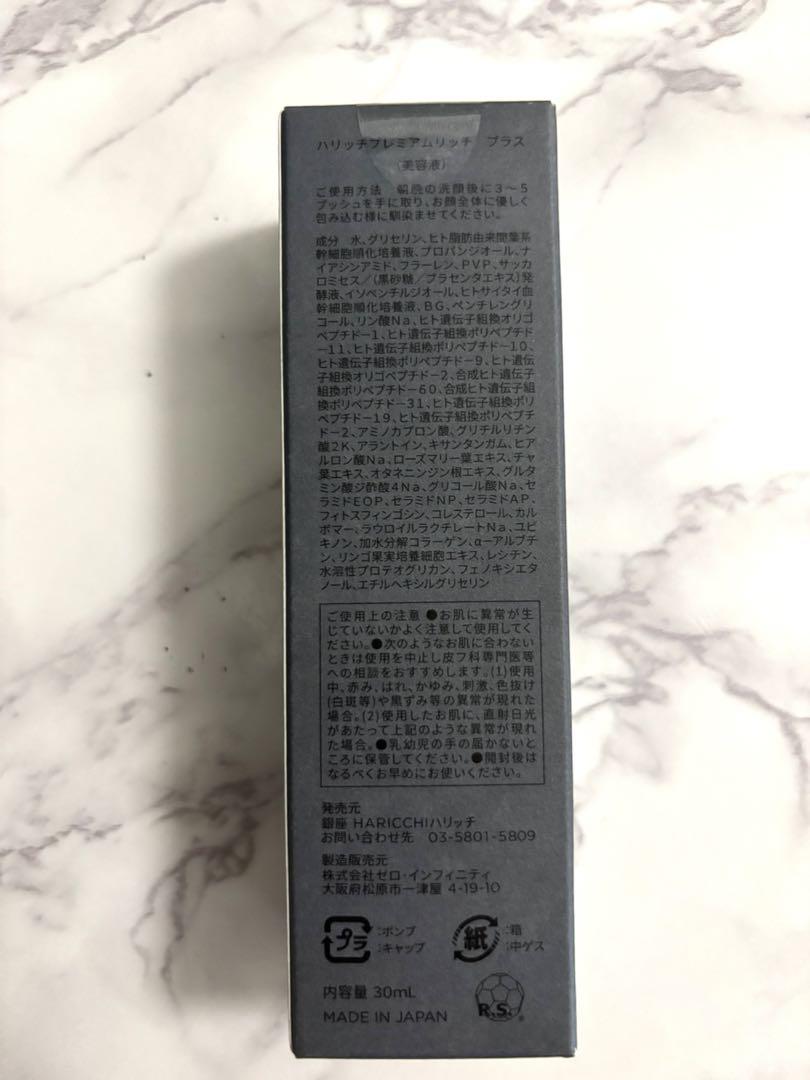 ハリッチプレミアムリッチ　プラス
(美容液)
ご使用方法　朝晩の洗顔後に3〜5
プッシュを手に取り、お顔全体に優しく
包み込む様に馴染ませてください。
成分　水、グリセリン、ヒト脂肪由来間葉系
幹細胞順化培養液、プロパンジオール、ナ
イアシンアミド、フラーレン、PVP、サッカ
ロミセス／(黒砂糖／プラセンタエキス)発
酵液、イソペンチルジオール、ヒトサイタイ血
幹細胞順化培養液、BG、ペンチレングリ
コール、リン酸Na、ヒト遺伝子組換オリゴ
ペプチド-1、ヒト遺伝子組換ポリペプチド
-11、ヒト遺伝子組換ポリペプチド-10、
ヒト遺伝子組換ポリペプチド-9、ヒト遺伝
子組換オリゴペプチド-2、合成ヒト遺伝子
組換ポリペプチド-60、合成ヒト遺伝子組
換ポリペプチド-31、ヒト遺伝子組換ポリ
ペプチド-19、ヒト遺伝子組換ポリペプチ
ド-2、アミノカプロン酸、グリチルリチン
酸2K、アラントイン、キサンタンガム、ヒア
ルロン酸Na、ローズマリー葉エキス、チャ
葉エキス、オタネニンジン根エキス、グルタ
ミン酸ジ酢酸4Na、グリコール酸Na、セ
ラミドEOP、セラミドNP、セラミドAP、
フィトスフィンゴシン、コレステロール、カル
ボマー、ラウロイルラクチレートNa、ユビ
キノン、加水分解コラーゲン、α-アルブチ
ン、リンゴ果実培養細胞エキス、レシチン、
水溶性プロテオグリカン、フェノキシエタ
ノール、エチルヘキシルグリセリン
ご使用上の注意 ●お肌に異常が生
じていないかよく注意して使用してく
ださい。●次のようなお肌に合わない
ときは使用を中止し皮フ科専門医等
への相談をおすすめします。(1)使用
中、赤み、はれ、かゆみ、刺激、色抜け
(白斑等)や黒ずみ等の異常が現れた
場合。(2)使用したお肌に、直射日光
があたって上記のような異常が現れ
た場合。●乳幼児の手の届かないと
ころに保管してください。●開封後は
なるべくお早めにお使いください。
発売元
銀座 HARICCHIハリッチ
お問い合わせ先　03-5801-5809
製造販売元
株式会社ゼロ・インフィニティ
大阪府松原市一津屋 4-19-10
プラ :ポンプ
:キャップ
紙 :箱
:中ゲス
内容量 30mL
R.S.®
MADE IN JAPAN